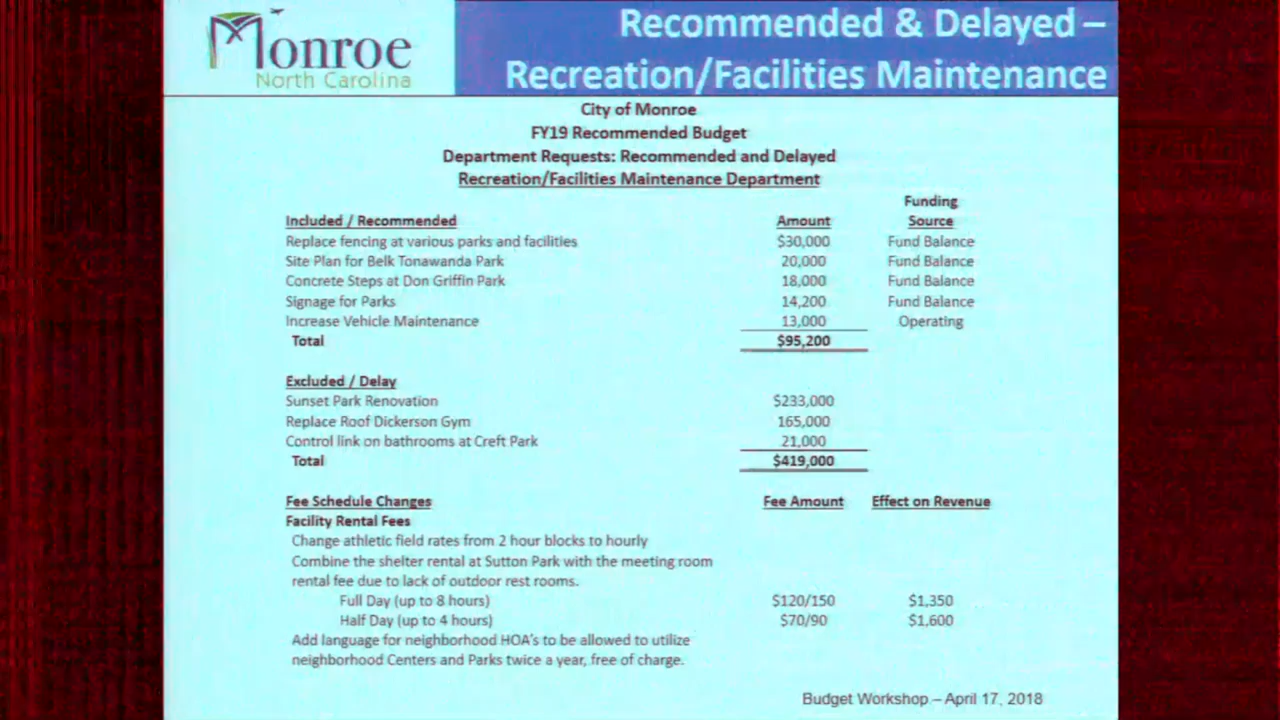 Monroe
North Carolina
Recommended & Delayed –
Recreation/Facilities Maintenance
City of Monroe
FY19 Recommended Budget
Department Requests: Recommended and Delayed
Recreation/Facilities Maintenance Department
Funding
Included / Recommended Amount Source
Replace fencing at various parks and facilities $30,000 Fund Balance
Site Plan for Belk Tonawanda Park 20,000 Fund Balance
Concrete Steps at Don Griffin Park 18,000 Fund Balance
Signage for Parks 14,200 Fund Balance
Increase Vehicle Maintenance 13,000 Operating
Total $95,200
Excluded / Delay
Sunset Park Renovation $233,000
Replace Roof Dickerson Gym 165,000
Control link on bathrooms at Creft Park 21,000
Total $419,000
Fee Schedule Changes Fee Amount Effect on Revenue
Facility Rental Fees
Change athletic field rates from 2 hour blocks to hourly
Combine the shelter rental at Sutton Park with the meeting room
rental fee due to lack of outdoor rest rooms.
Full Day (up to 8 hours) $120/150 $1,350
Half Day (up to 4 hours) $70/90 $1,600
Add language for neighborhood HOA's to be allowed to utilize
neighborhood Centers and Parks twice a year, free of charge.
Budget Workshop – April 17, 2018